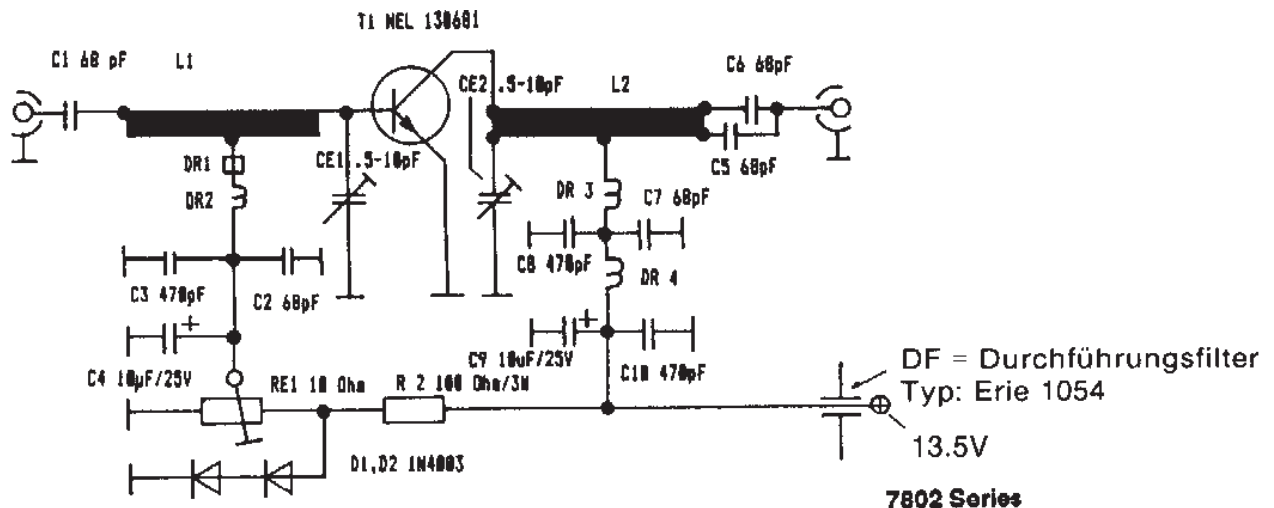 T1 NEL 130681
C1 68 pF
L1
CE2 .5-10pF
L2
C6 68pF
DR1
CE1 .5-10pF
C5 68pF
DR2
DR 3
C7 68pF
C3 470pF
C2 68pF
C8 470pF
DR 4
+
+
C4 10µF/25V
RE1 10 Ohm
R 2 100 Ohm/3W
C9 10uF/25V
C10 470pF
DF = Durchführungsfilter
Typ: Erie 1054
13.5V
D1,D2 1N4003
7802 Series